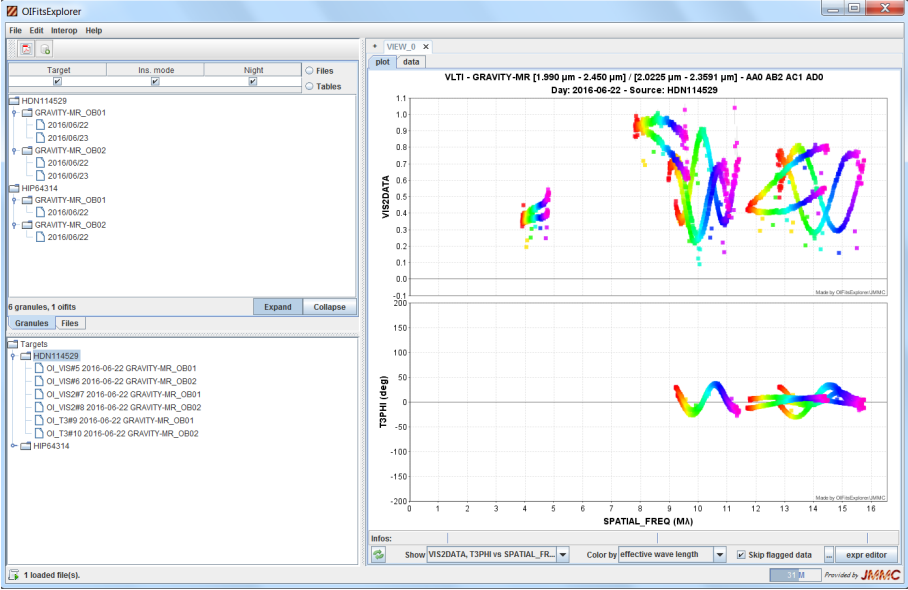 OIFitsExplorer
File Edit Interop Help
Target Ins. mode Night Files
Tables
HDN114529
GRAVITY-MR_OB01
2016/06/22
2016/06/23
GRAVITY-MR_OB02
2016/06/22
2016/06/23
HIP64314
GRAVITY-MR_OB01
2016/06/22
GRAVITY-MR_OB02
2016/06/22
6 granules, 1 oifits Expand Collapse
Granules Files
Targets
HDN114529
OI_VIS#5 2016-06-22 GRAVITY-MR_OB01
OI_VIS#6 2016-06-22 GRAVITY-MR_OB02
OI_VIS2#7 2016-06-22 GRAVITY-MR_OB01
OI_VIS2#8 2016-06-22 GRAVITY-MR_OB02
OI_T3#9 2016-06-22 GRAVITY-MR_OB01
OI_T3#10 2016-06-22 GRAVITY-MR_OB02
HIP64314
1 loaded file(s).
+ VIEW_0 X
plot data
VLTI - GRAVITY-MR [1.990 µm - 2.450 µm] / [2.0225 µm - 2.3591 µm] - AA0 AB2 AC1 AD0
Day: 2016-06-22 - Source: HDN114529
VIS2DATA
1.1
1.0
0.9
0.8
0.7
0.6
0.5
0.4
0.3
0.2
0.1
0.0
-0.1
Made by OIFitsExplorer/JMMC
T3PHI (deg)
200
150
100
50
0
-50
-100
-150
-200
Made by OIFitsExplorer/JMMC
0 1 2 3 4 5 6 7 8 9 10 11 12 13 14 15 16
SPATIAL_FREQ (Mλ)
Infos:
Show VIS2DATA, T3PHI vs SPATIAL_FR... Color by effective wave length Skip flagged data ... expr editor
31 M Provided by JMMC